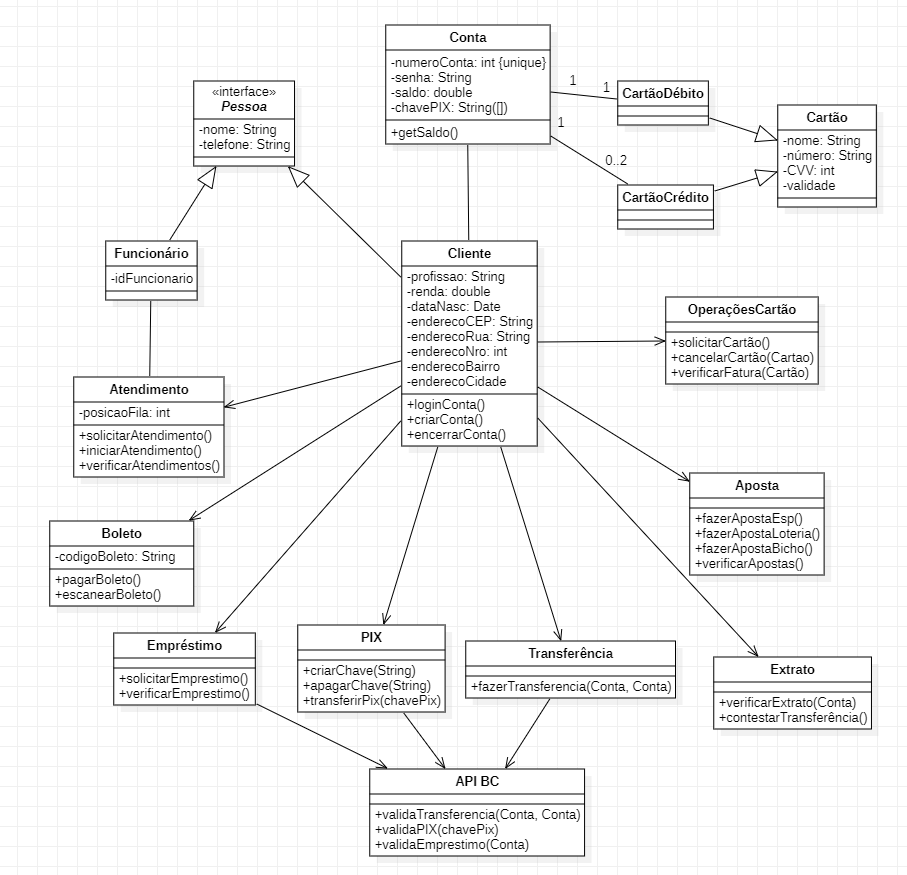 Conta
-numeroConta: int {unique}
-senha: String
-saldo: double
-chavePIX: String([])
+getSaldo()
1
1
1
0..2
CartãoDébito
CartãoCrédito
Cartão
-nome: String
-número: String
-CVV: int
-validade
«interface»
Pessoa
-nome: String
-telefone: String
Funcionário
-idFuncionario
Cliente
-profissao: String
-renda: double
-dataNasc: Date
-enderecoCEP: String
-enderecoRua: String
-enderecoNro: int
-enderecoBairro
-enderecoCidade
+loginConta()
+criarConta()
+encerrarConta()
OperaçõesCartão
+solicitarCartão()
+cancelarCartão(Cartao)
+verificarFatura(Cartão)
Atendimento
-posicaoFila: int
+solicitarAtendimento()
+iniciarAtendimento()
+verificarAtendimentos()
Aposta
+fazerApostaEsp()
+fazerApostaLoteria()
+fazerApostaBicho()
+verificarApostas()
Boleto
-codigoBoleto: String
+pagarBoleto()
+escanearBoleto()
Empréstimo
+solicitarEmprestimo()
+verificarEmprestimo()
PIX
+criarChave(String)
+apagarChave(String)
+transferirPix(chavePix)
Transferência
+fazerTransferencia(Conta, Conta)
Extrato
+verificarExtrato(Conta)
+contestarTransferência()
API BC
+validaTransferencia(Conta, Conta)
+validaPIX(chavePix)
+validaEmprestimo(Conta)